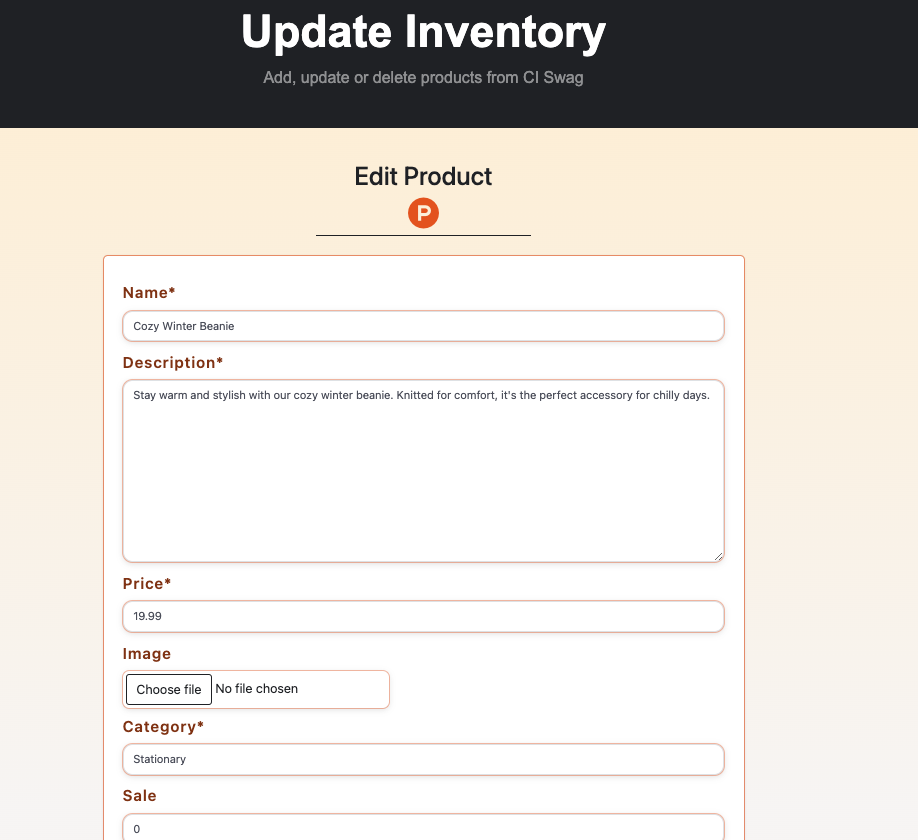 Update Inventory
Add, update or delete products from CI Swag
Edit Product
P
Name*
Cozy Winter Beanie
Description*
Stay warm and stylish with our cozy winter beanie. Knitted for comfort, it's the perfect accessory for chilly days.
Price*
19.99
Image
Choose file No file chosen
Category*
Stationary
Sale
0